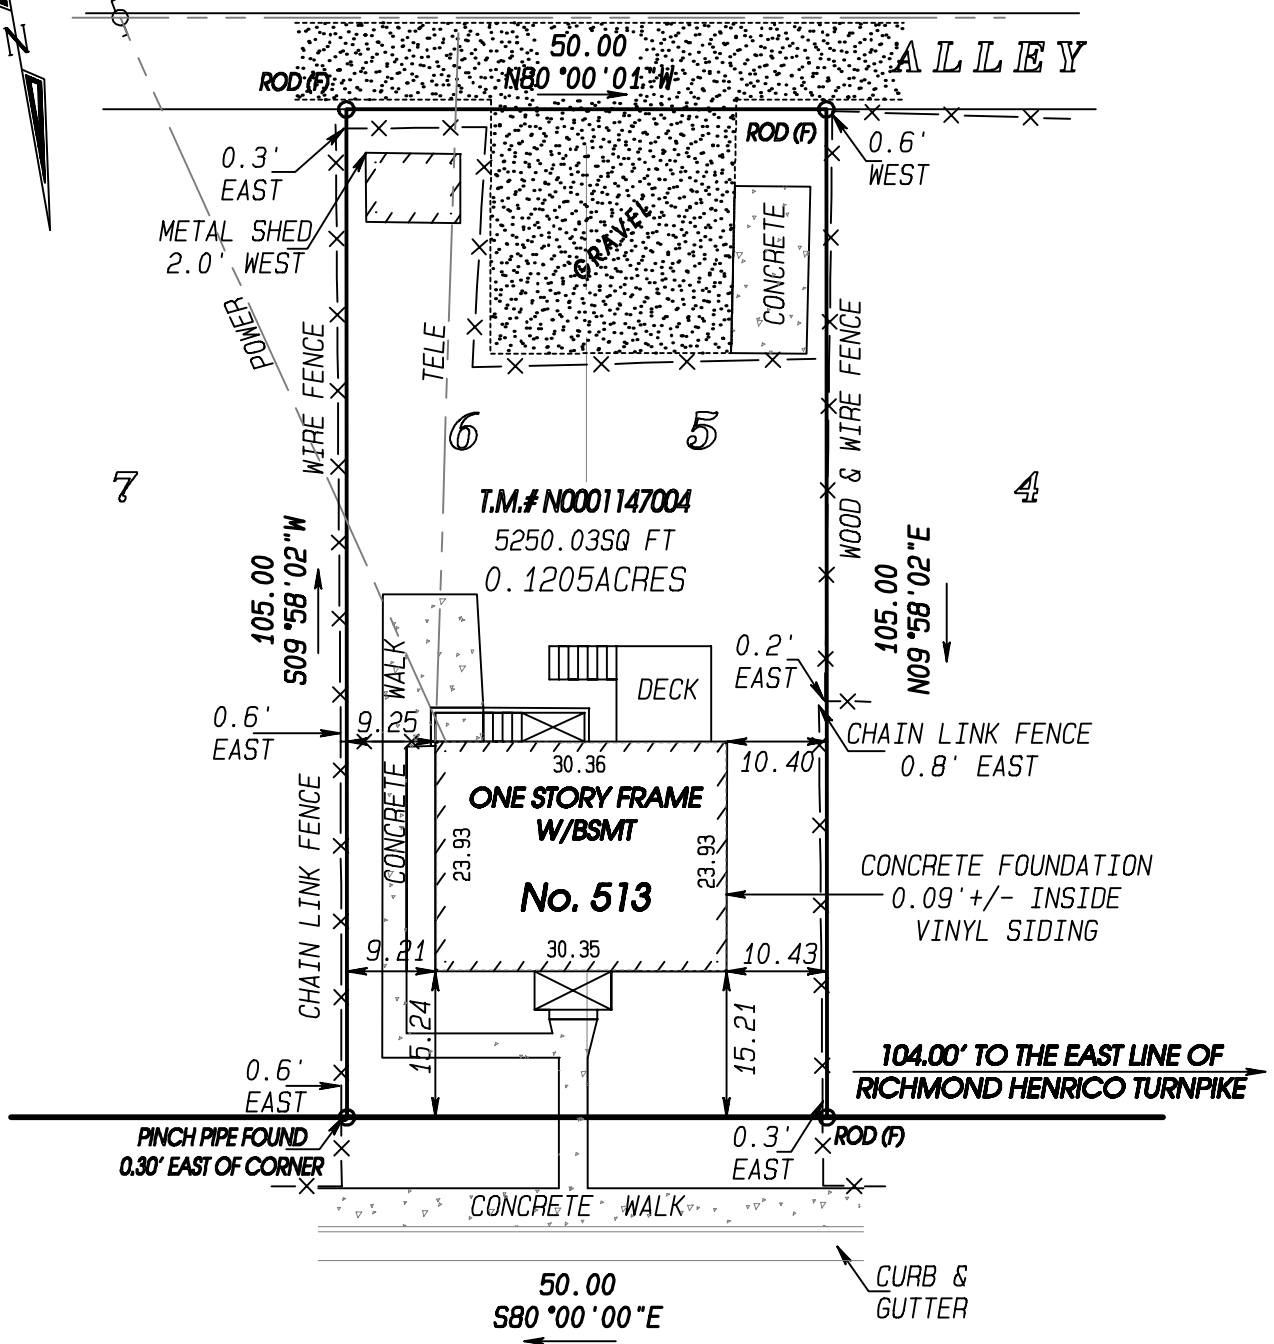 N
50.00
N80°00'01"W
ALLEY
ROD (F)
ROD (F)
0.3'
EAST
0.6'
WEST
METAL SHED
2.0' WEST
GRAVEL
CONCRETE
POWER
TELE
WIRE FENCE
WOOD & WIRE FENCE
6
5
7
4
T.M.# N0001147004
5250.03SQ FT
0.1205ACRES
105.00
S09°58'02"W
105.00
N09°58'02"E
CONCRETE WALK
DECK
0.2'
EAST
0.6'
EAST
9.25
10.40
CHAIN LINK FENCE
0.8' EAST
30.36
ONE STORY FRAME
W/BSMT
23.93
23.93
No. 513
CHAIN LINK FENCE
CONCRETE FOUNDATION
0.09'+/- INSIDE
VINYL SIDING
9.21
30.35
10.43
15.24
15.21
0.6'
EAST
104.00' TO THE EAST LINE OF
RICHMOND HENRICO TURNPIKE
PINCH PIPE FOUND
0.30' EAST OF CORNER
0.3'
EAST
ROD (F)
CONCRETE WALK
50.00
S80°00'00"E
CURB &
GUTTER